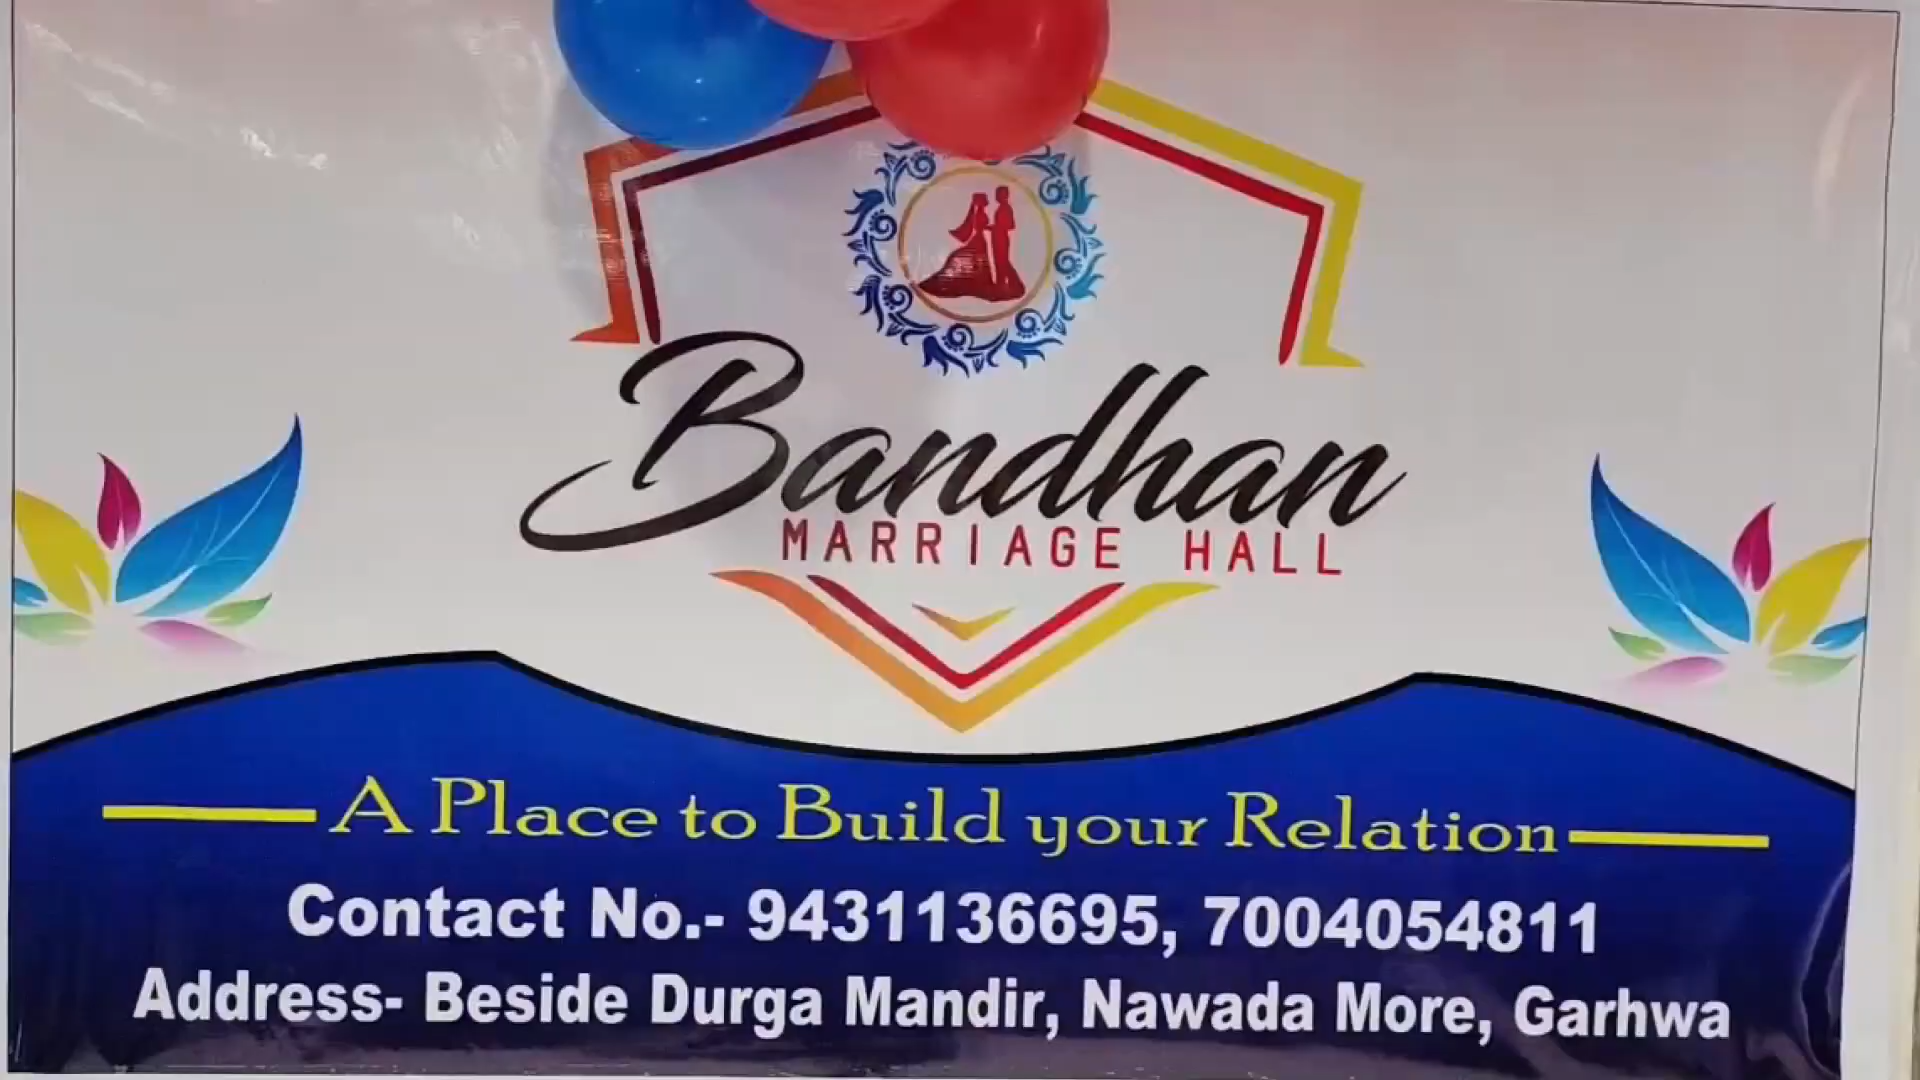 Bandhan
MARRIAGE HALL
A Place to Build your Relation
Contact No.- 9431136695, 7004054811
Address- Beside Durga Mandir, Nawada More, Garhwa